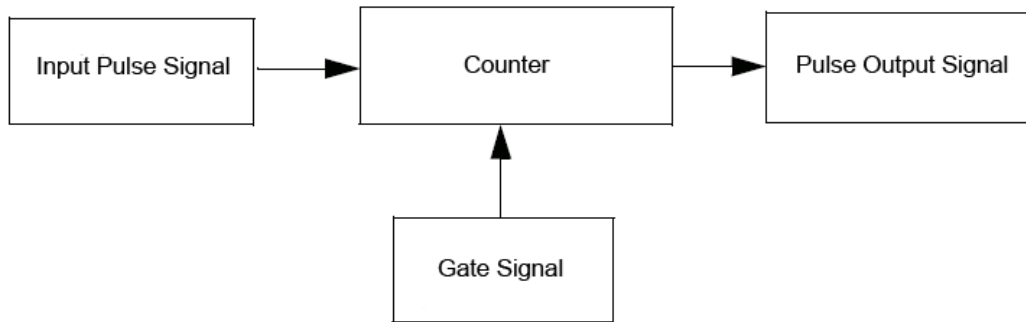 Input Pulse Signal
Counter
Pulse Output Signal
Gate Signal